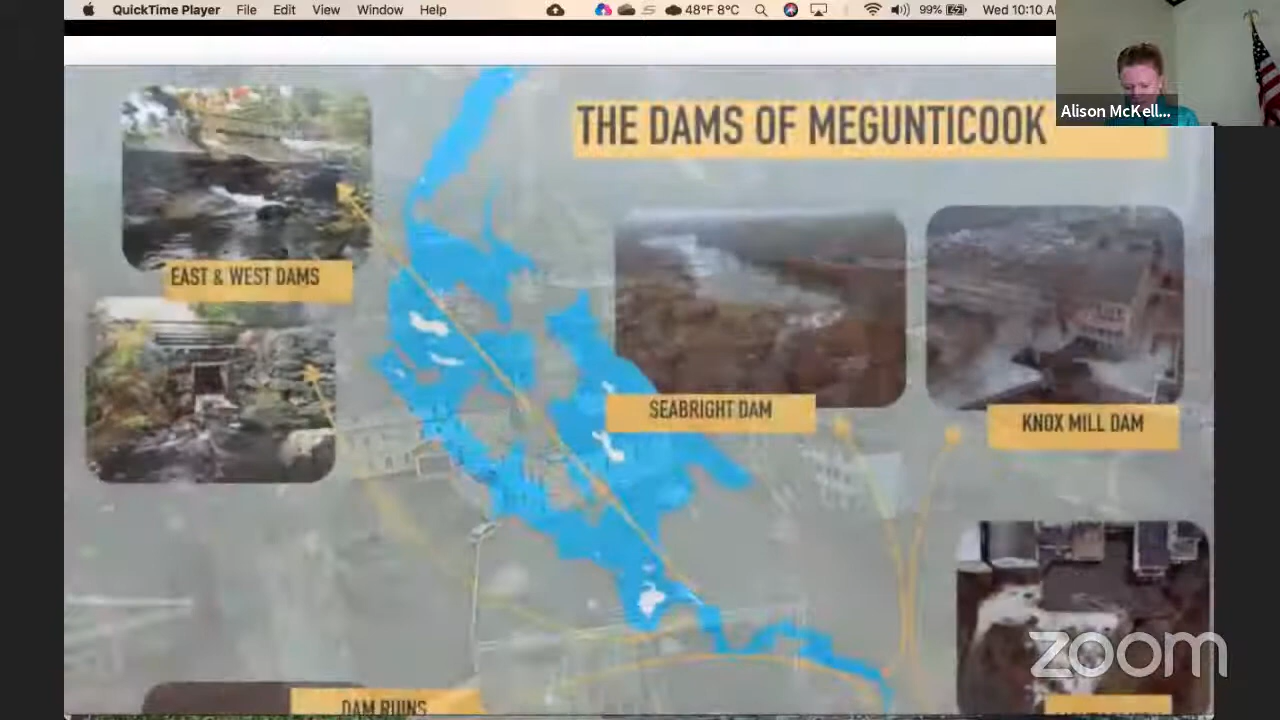 QuickTime Player File Edit View Window Help 48°F 8°C 99% Wed 10:10 A
Alison McKell...
THE DAMS OF MEGUNTICOOK
EAST & WEST DAMS
SEABRIGHT DAM
KNOX MILL DAM
DAM RUINS
zoom